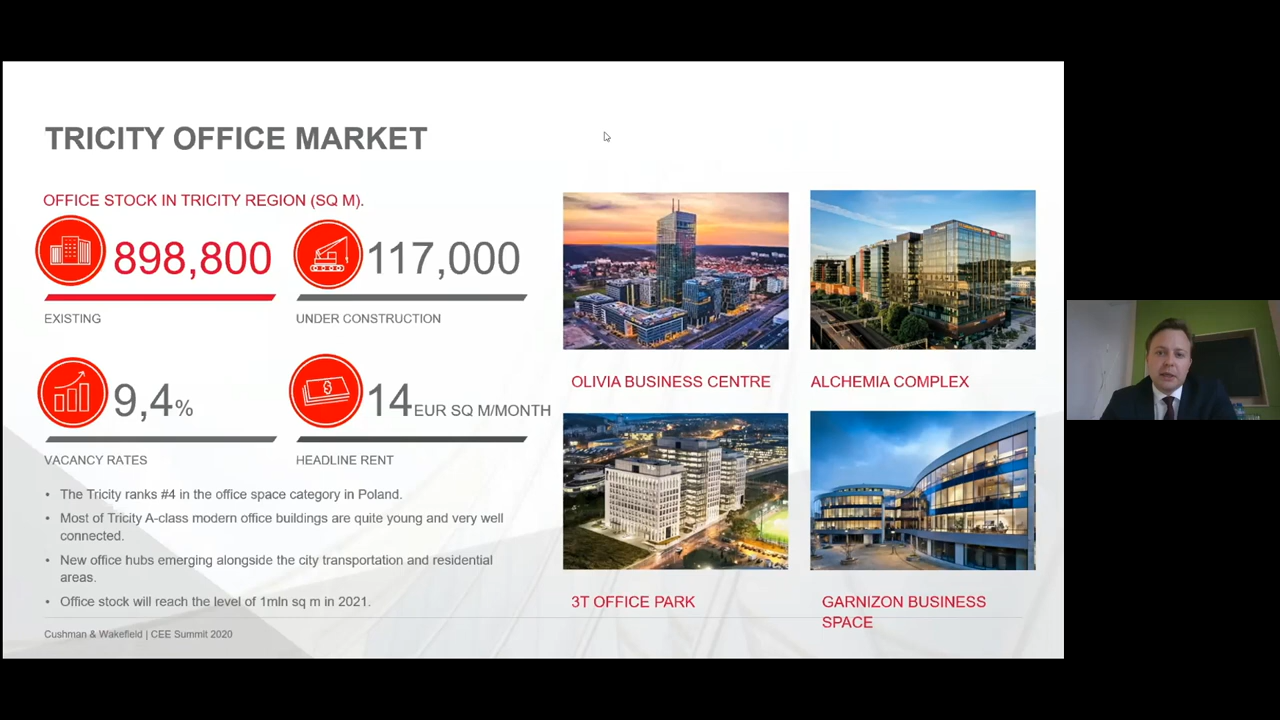 TRICITY OFFICE MARKET
OFFICE STOCK IN TRICITY REGION (SQ M).
898,800
EXISTING
117,000
UNDER CONSTRUCTION
9,4%
VACANCY RATES
14 EUR SQ M/MONTH
HEADLINE RENT
• The Tricity ranks #4 in the office space category in Poland.
• Most of Tricity A-class modern office buildings are quite young and very well
connected.
• New office hubs emerging alongside the city transportation and residential
areas.
• Office stock will reach the level of 1mln sq m in 2021.
Cushman & Wakefield | CEE Summit 2020
OLIVIA BUSINESS CENTRE
ALCHEMIA COMPLEX
3T OFFICE PARK
GARNIZON BUSINESS
SPACE